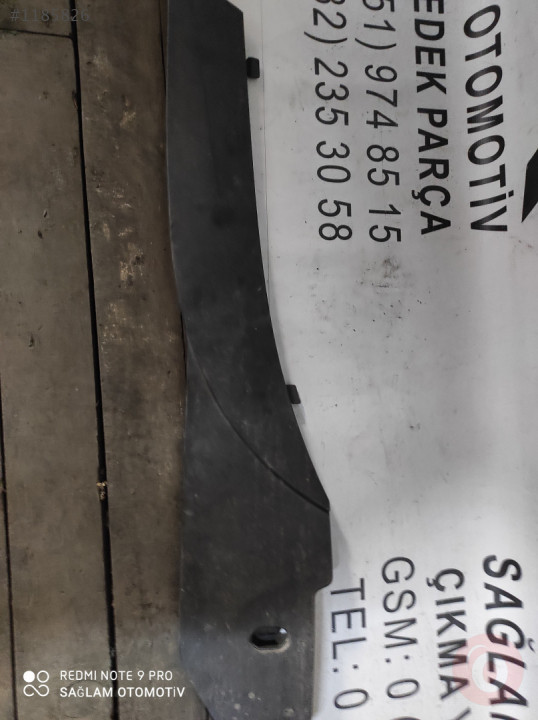 SAĞLA OTOMOTİV
ÇIKMA YEDEK PARÇA
GSM: 0 51) 974 85 15
TEL: 0 32) 235 30 58
REDMI NOTE 9 PRO
SAĞLAM OTOMOTİV